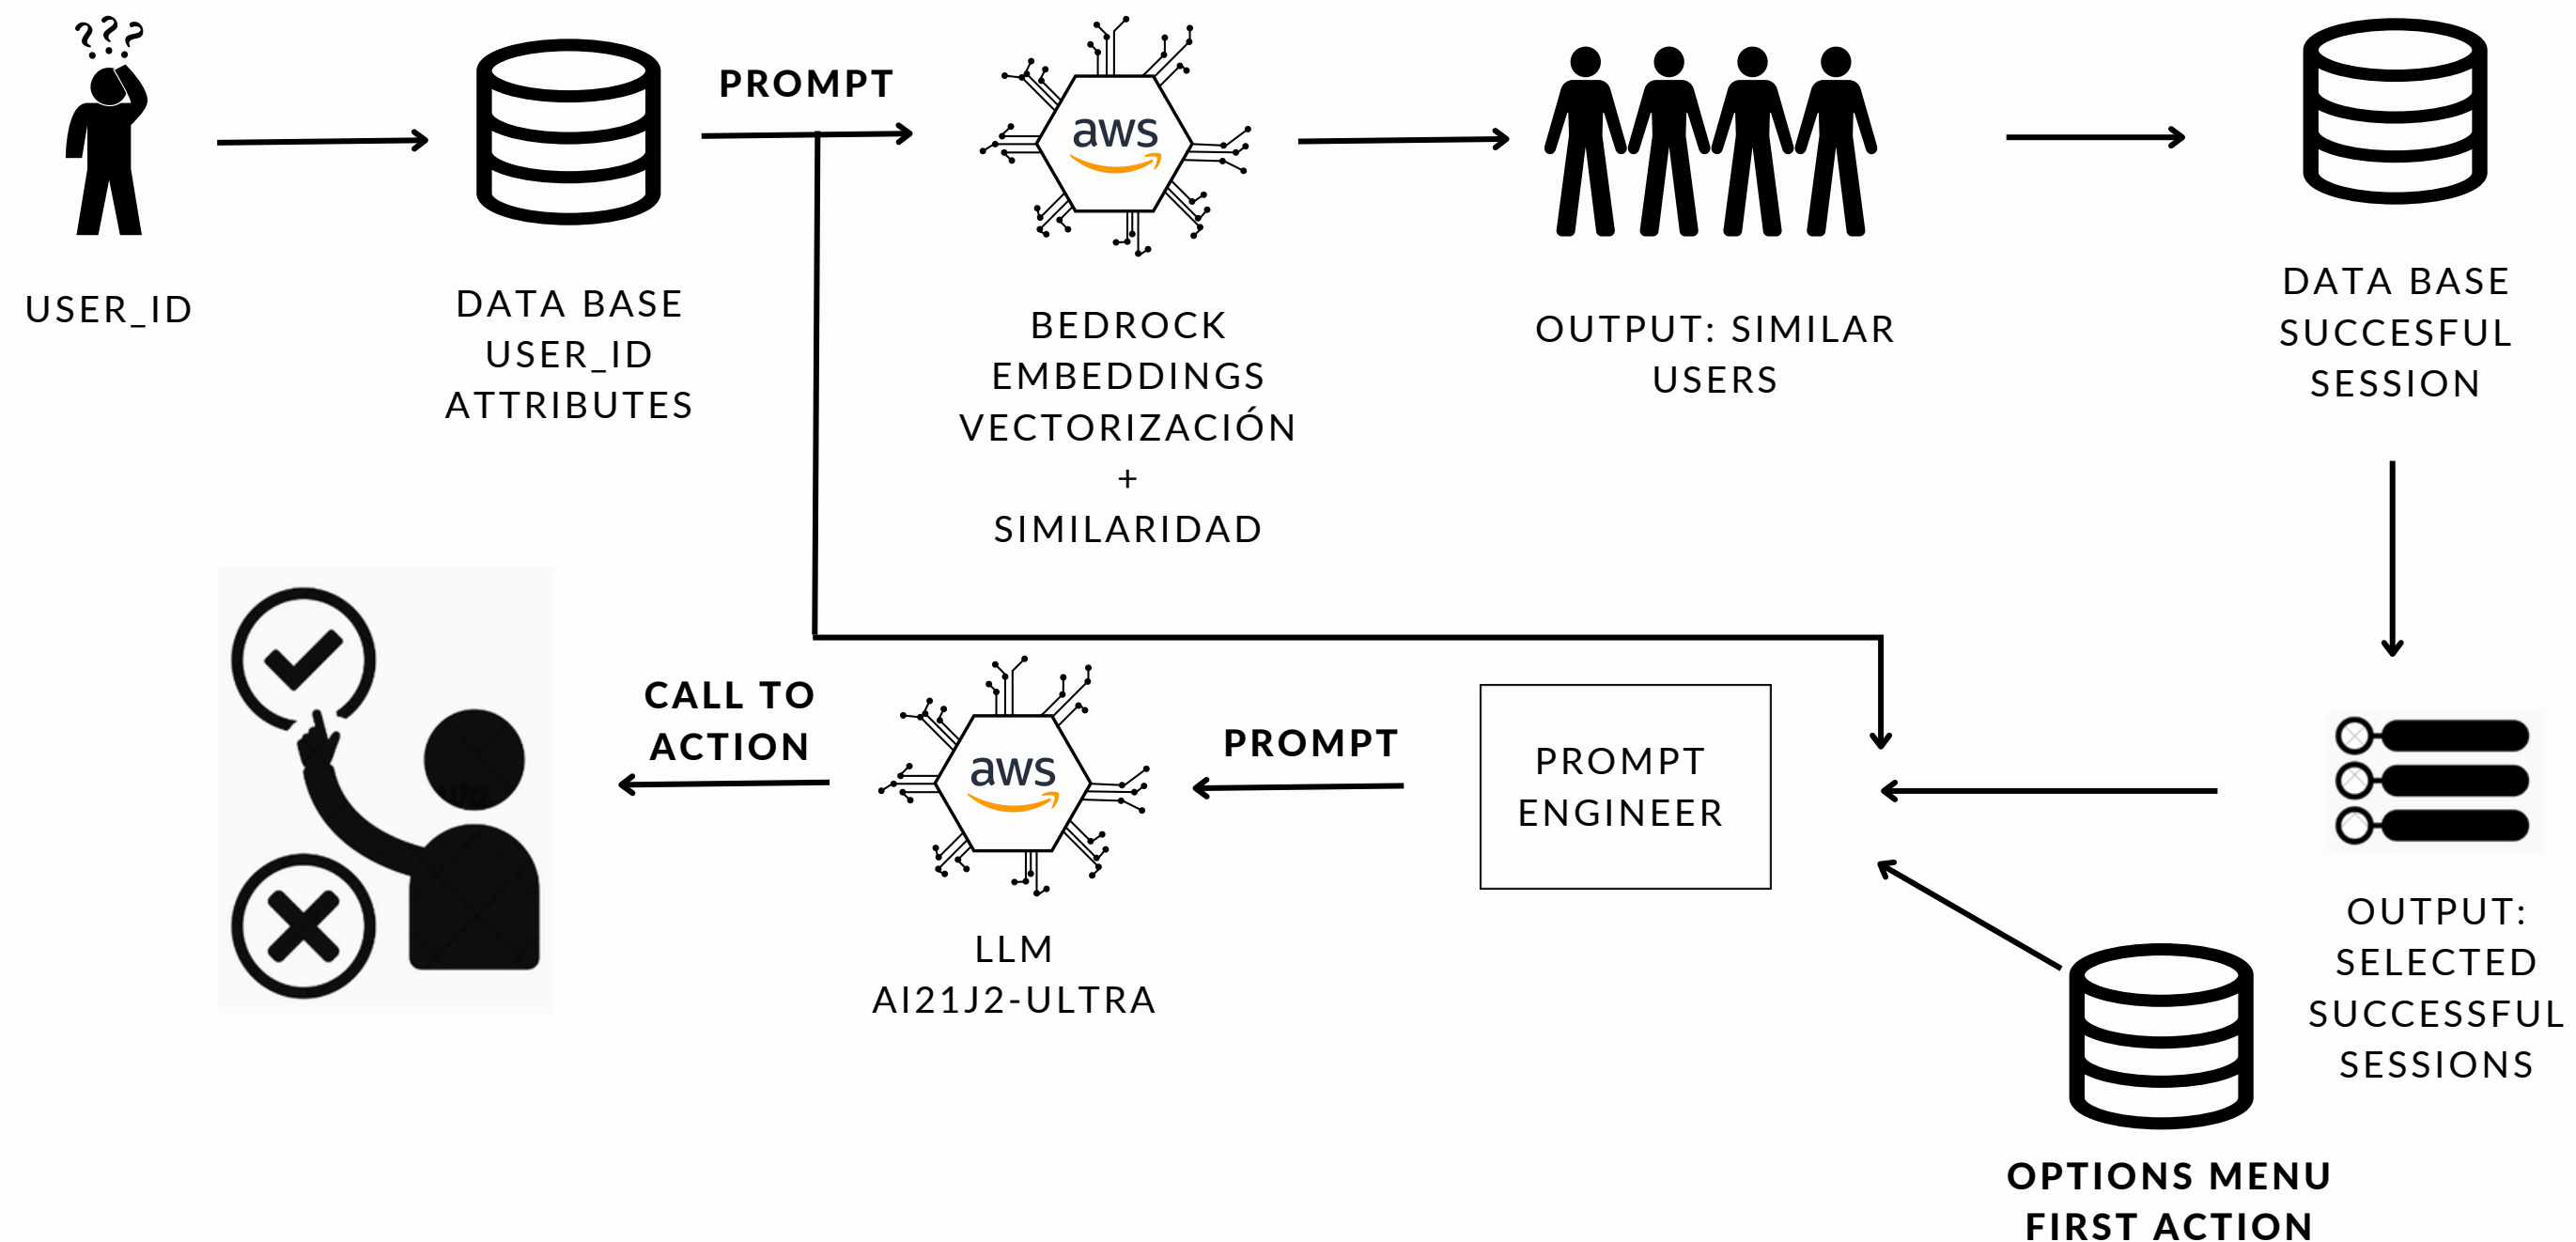 ???
USER_ID
DATA BASE
USER_ID
ATTRIBUTES
PROMPT
aws
BEDROCK
EMBEDDINGS
VECTORIZACIÓN
+
SIMILARIDAD
OUTPUT: SIMILAR
USERS
DATA BASE
SUCCESFUL
SESSION
OUTPUT:
SELECTED
SUCCESSFUL
SESSIONS
OPTIONS MENU
FIRST ACTION
PROMPT
ENGINEER
PROMPT
aws
LLM
AI21J2-ULTRA
CALL TO
ACTION